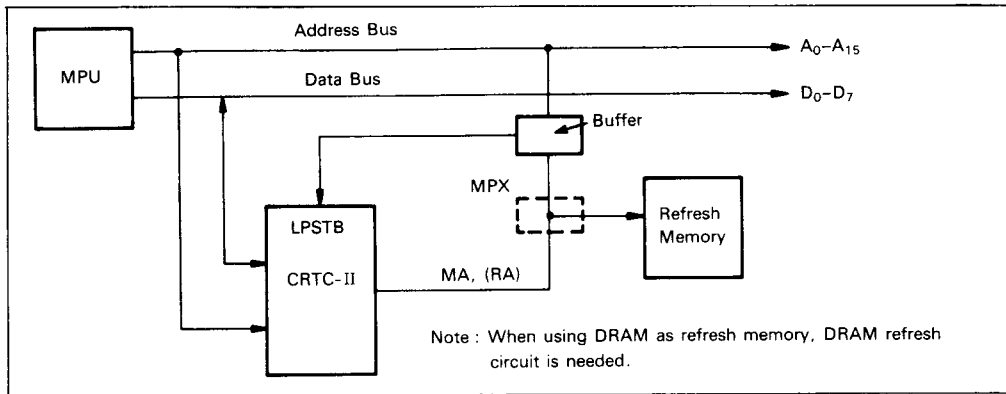 Address Bus
A₀–A₁₅
MPU
Data Bus
D₀–D₇
Buffer
MPX
LPSTB
Refresh
Memory
CRTC-II
MA, (RA)
Note : When using DRAM as refresh memory, DRAM refresh
circuit is needed.